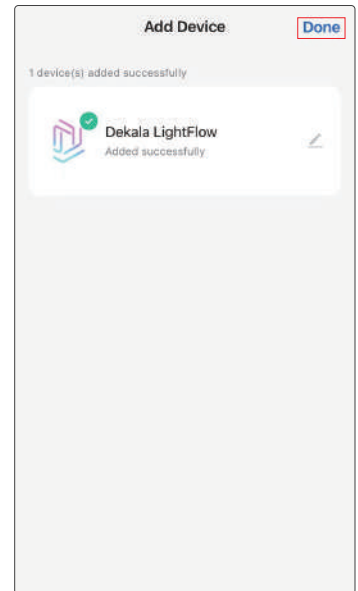 Add Device
Done
1 device(s) added successfully
Dekala LightFlow
Added successfully